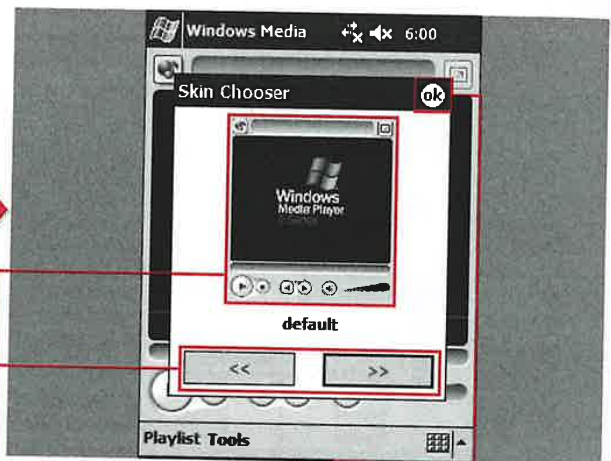 Windows Media 6:00
Skin Chooser ok
Windows
Media Player
default
<< >>
Playlist Tools